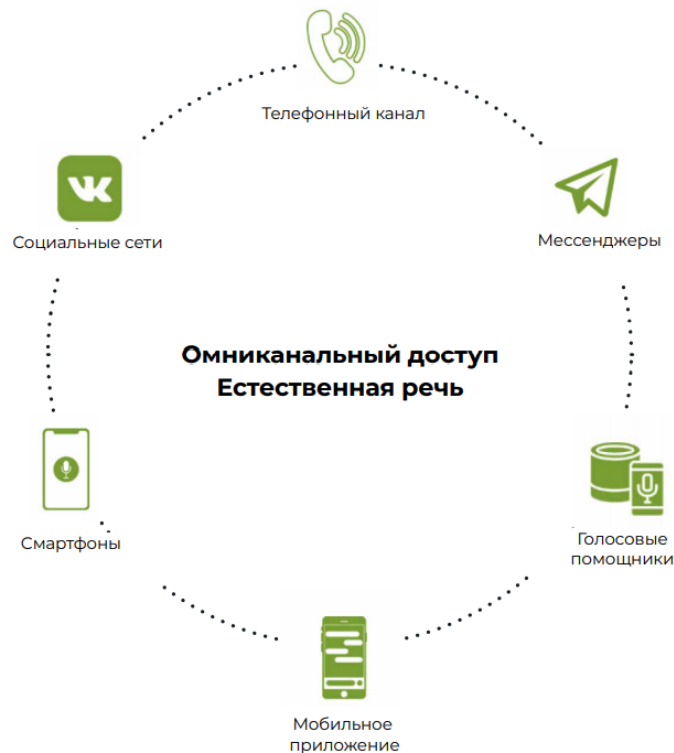 Телефонный канал
Социальные сети
Мессенджеры
Омниканальный доступ
Естественная речь
Смартфоны
Голосовые
помощники
Мобильное
приложение